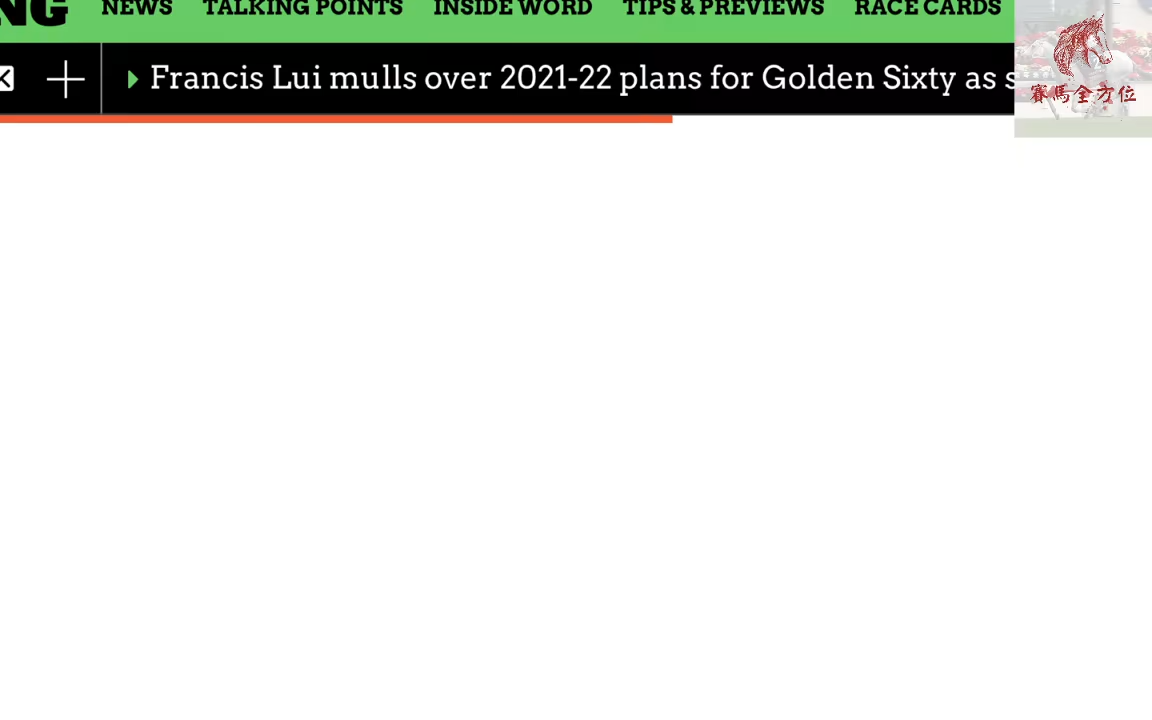 NG NEWS TALKING POINTS INSIDE WORD TIPS & PREVIEWS RACE CARDS
Francis Lui mulls over 2021-22 plans for Golden Sixty as s
賽馬全方位